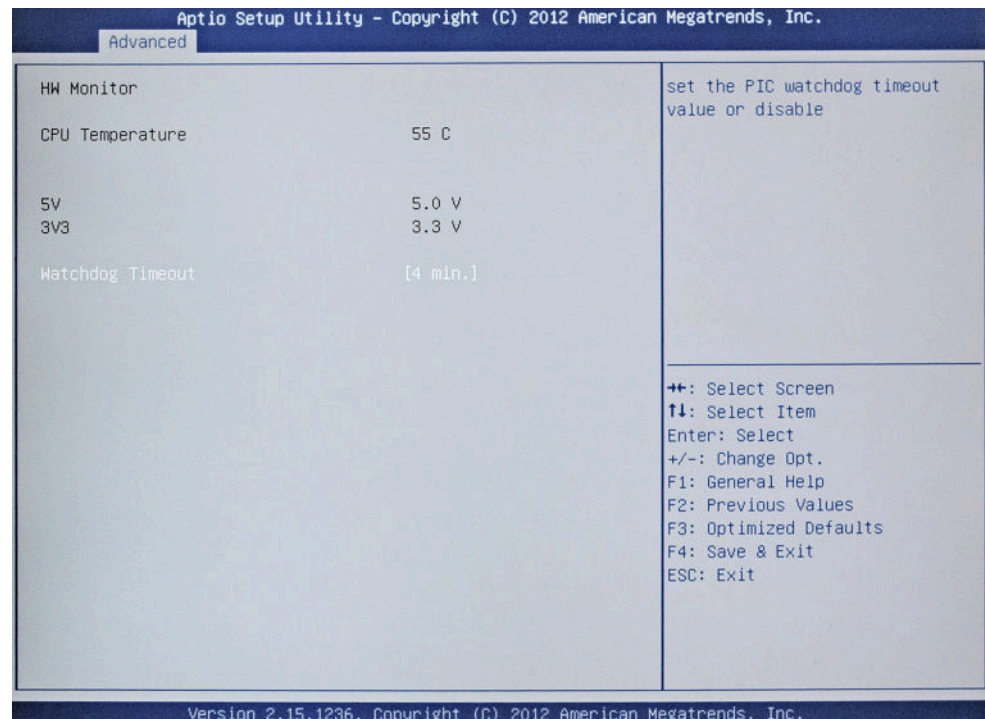 Aptio Setup Utility – Copyright (C) 2012 American Megatrends, Inc.
Advanced
HW Monitor
CPU Temperature 55 C
5V 5.0 V
3V3 3.3 V
Watchdog Timeout [4 min.]
set the PIC watchdog timeout
value or disable
→←: Select Screen
↑↓: Select Item
Enter: Select
+/-: Change Opt.
F1: General Help
F2: Previous Values
F3: Optimized Defaults
F4: Save & Exit
ESC: Exit
Version 2.15.1236. Copyright (C) 2012 American Megatrends, Inc.